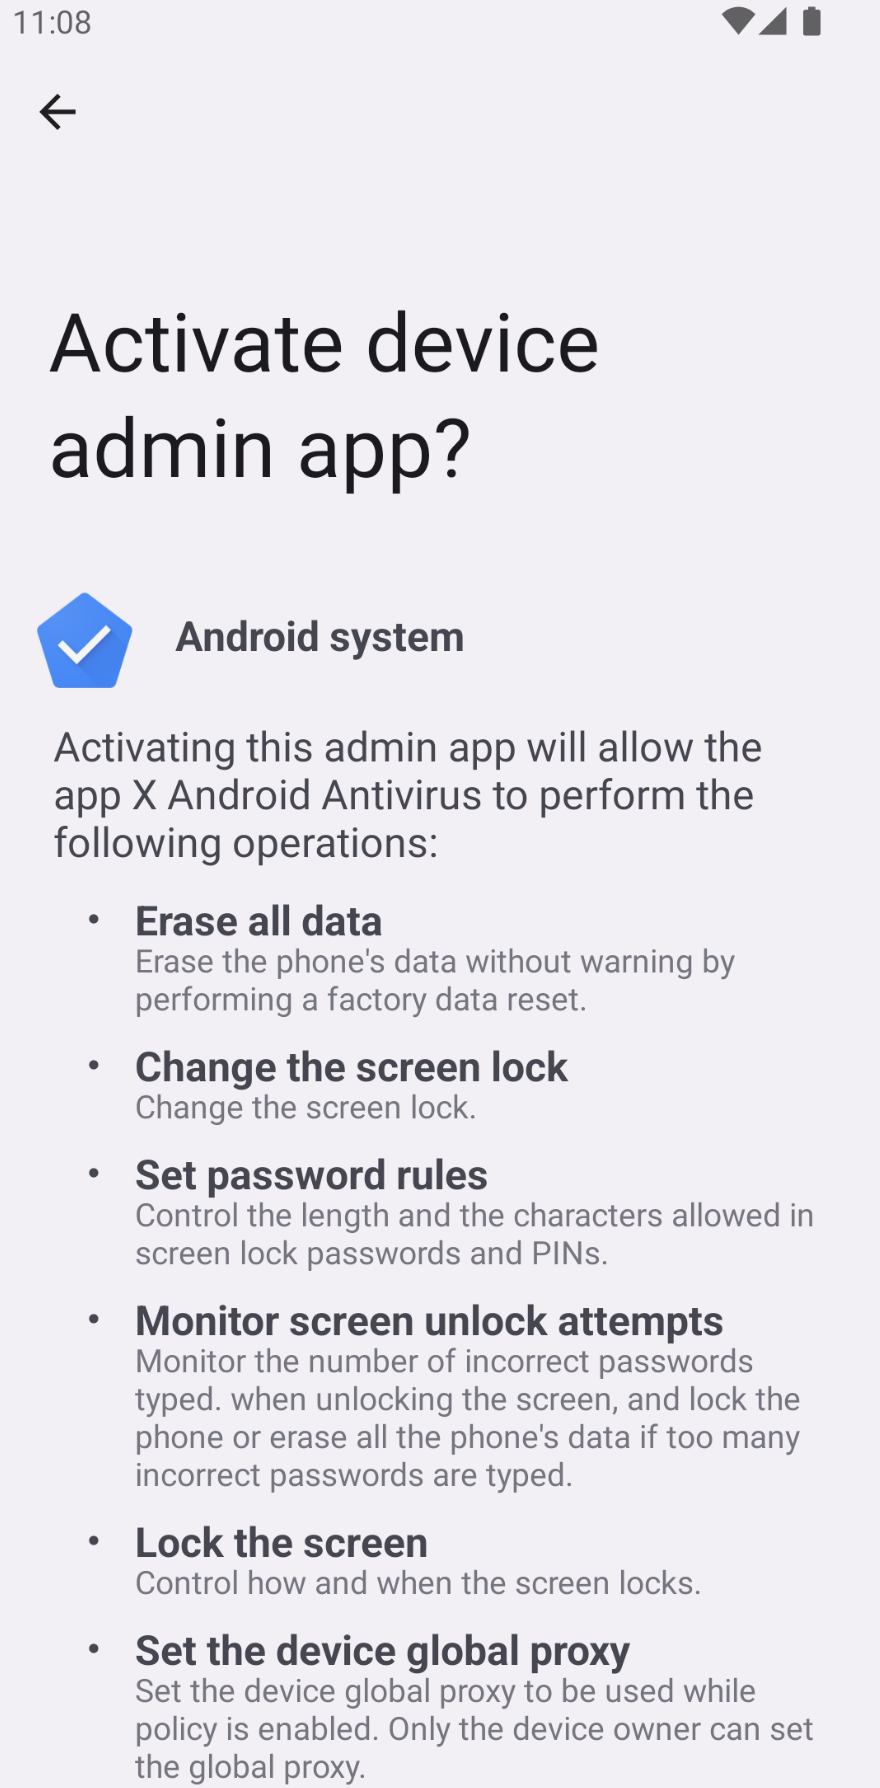 11:08
Activate device
admin app?
Android system
Activating this admin app will allow the
app X Android Antivirus to perform the
following operations:
• Erase all data
Erase the phone's data without warning by
performing a factory data reset.
• Change the screen lock
Change the screen lock.
• Set password rules
Control the length and the characters allowed in
screen lock passwords and PINs.
• Monitor screen unlock attempts
Monitor the number of incorrect passwords
typed. when unlocking the screen, and lock the
phone or erase all the phone's data if too many
incorrect passwords are typed.
• Lock the screen
Control how and when the screen locks.
• Set the device global proxy
Set the device global proxy to be used while
policy is enabled. Only the device owner can set
the global proxy.